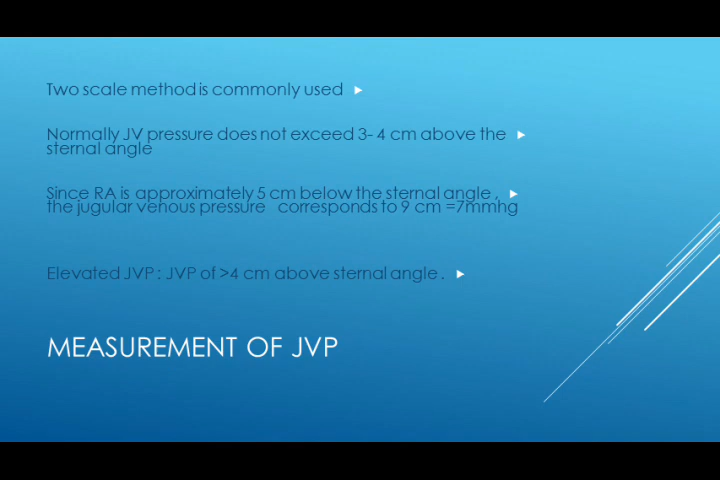 Two scale method is commonly used
Normally JV pressure does not exceed 3- 4 cm above the
sternal angle
Since RA is approximately 5 cm below the sternal angle ,
the jugular venous pressure corresponds to 9 cm =7mmhg
Elevated JVP : JVP of >4 cm above sternal angle .
MEASUREMENT OF JVP